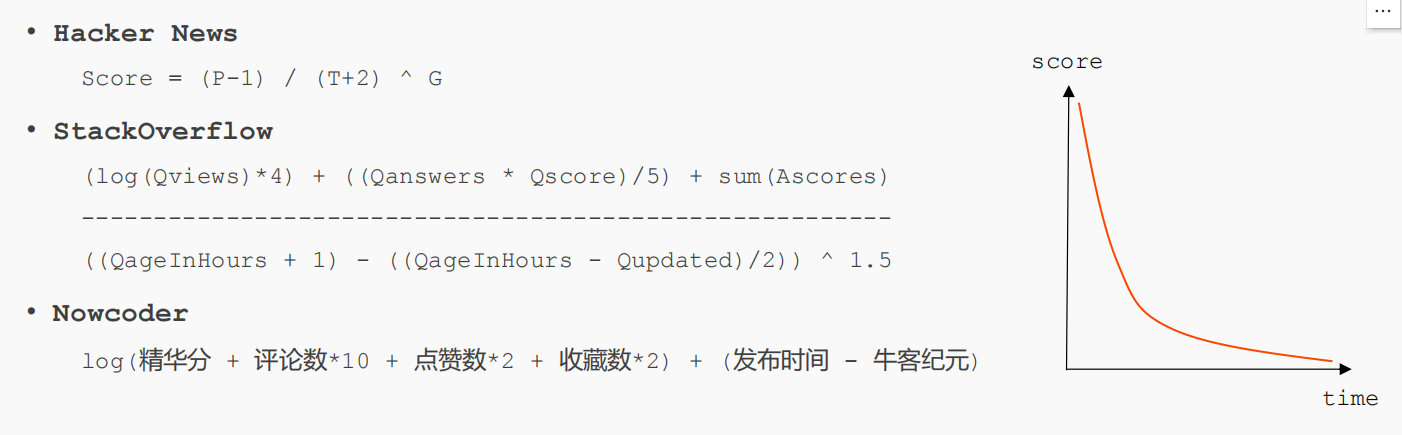 • Hacker News
Score = (P-1) / (T+2) ^ G
• StackOverflow
(log(Qviews)*4) + ((Qanswers * Qscore)/5) + sum(Ascores)
--------------------------------------------------------
((QageInHours + 1) - ((QageInHours - Qupdated)/2)) ^ 1.5
• Nowcoder
log(精华分 + 评论数*10 + 点赞数*2 + 收藏数*2) + (发布时间 - 牛客纪元)
...
score
time